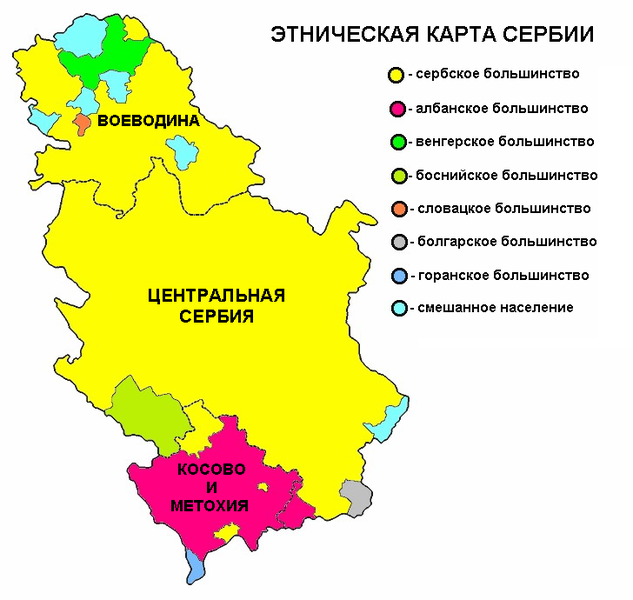 ЭТНИЧЕСКАЯ КАРТА СЕРБИИ
- сербское большинство
- албанское большинство
- венгерское большинство
- боснийское большинство
- словацкое большинство
- болгарское большинство
- горанское большинство
- смешанное население
ВОЕВОДИНА
ЦЕНТРАЛЬНАЯ
СЕРБИЯ
КОСОВО
И
МЕТОХИЯ